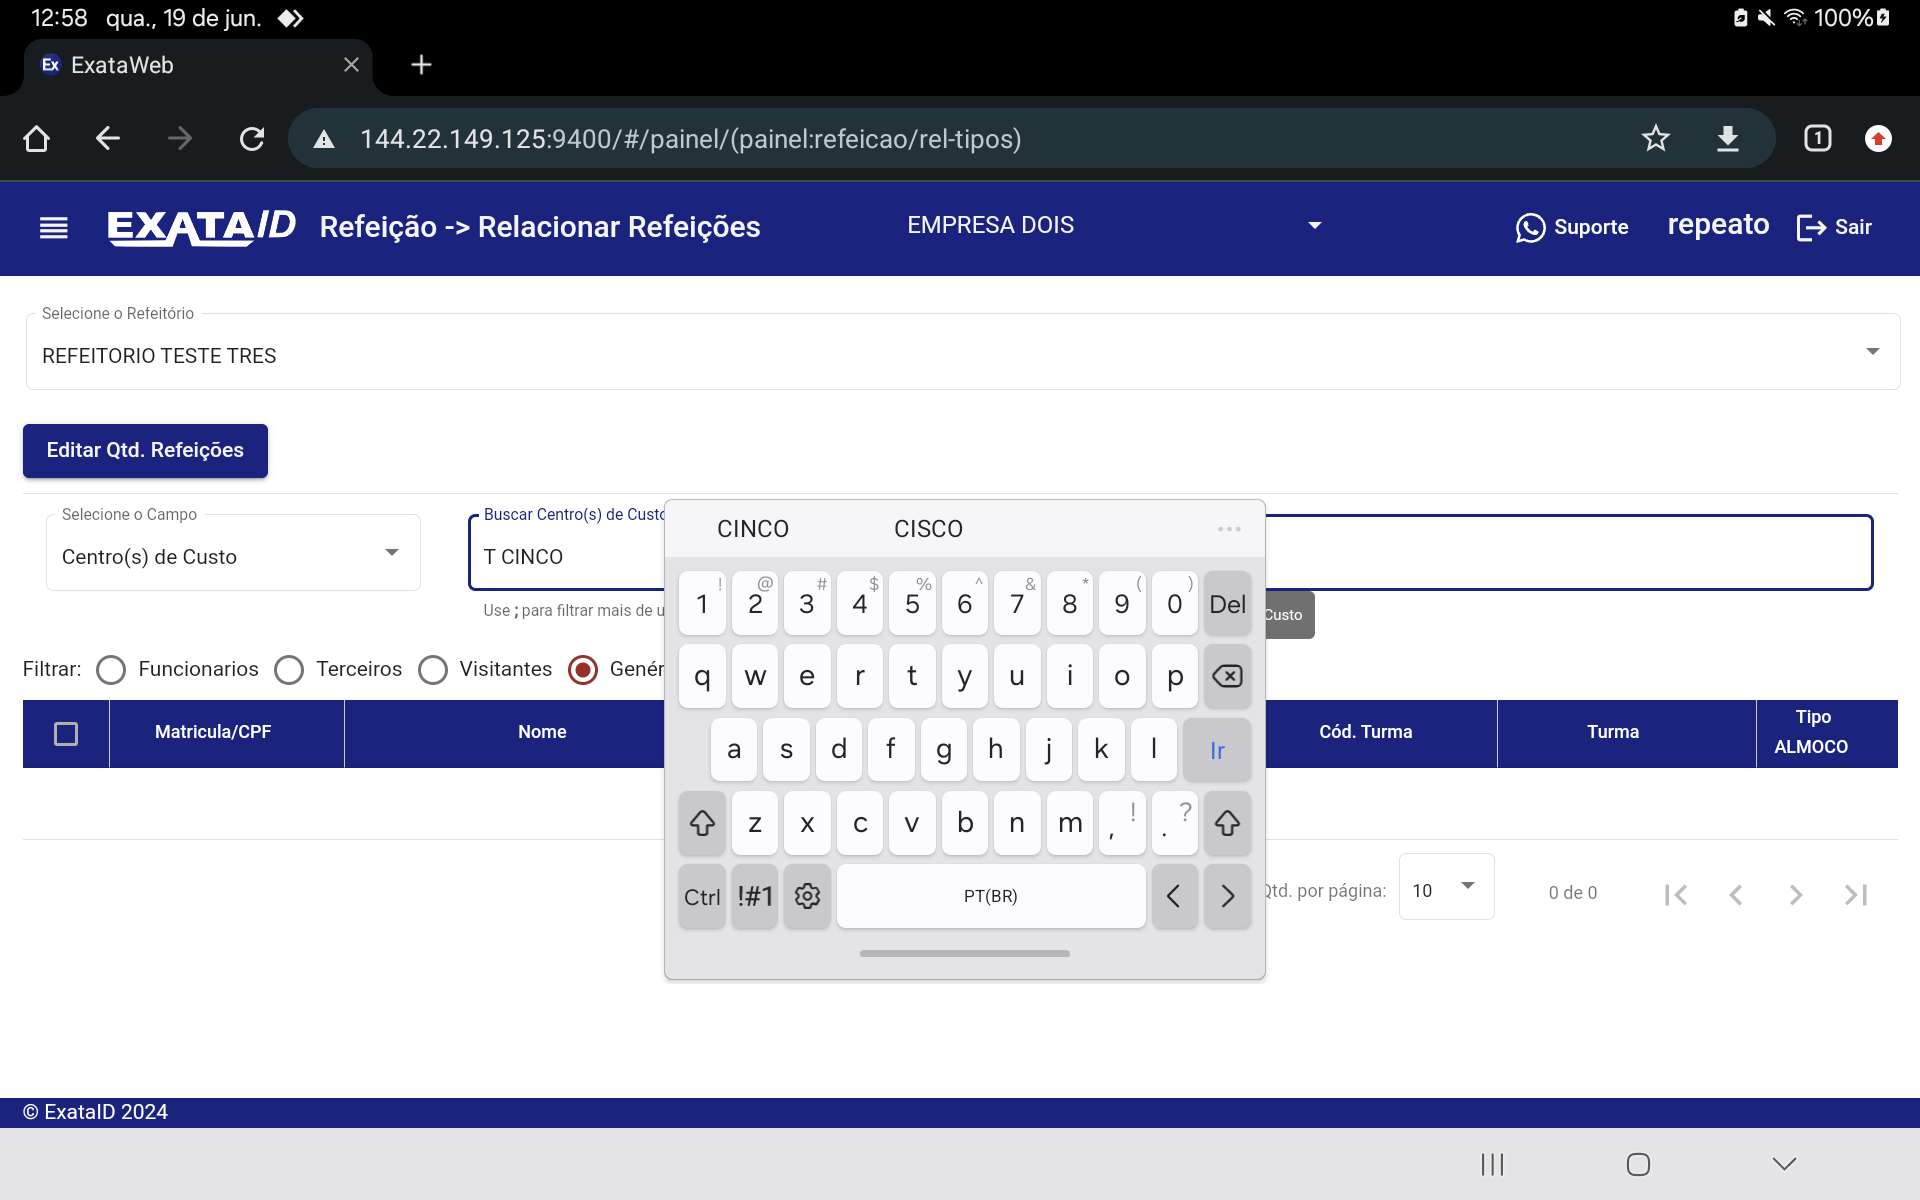 12:58 qua., 19 de jun. 100%
Ex ExataWeb
144.22.149.125:9400/#/painel/(painel:refeicao/rel-tipos) 1
EXATAID Refeição -> Relacionar Refeições EMPRESA DOIS Suporte repeato Sair
Selecione o Refeitório
REFEITORIO TESTE TRES
Editar Qtd. Refeições
Selecione o Campo
Centro(s) de Custo
Buscar Centro(s) de Custo
T CINCO
Use ; para filtrar mais de u
Custo
CINCO CISCO ...
! @ # $ % ^ & * ( )
1 2 3 4 5 6 7 8 9 0 Del
q w e r t y u i o p
a s d f g h j k l Ir
z x c v b n m , ! . ?
Ctrl !#1 PT(BR) < >
Filtrar: Funcionarios Terceiros Visitantes Genér
Matricula/CPF Nome Cód. Turma Turma Tipo
ALMOCO
Qtd. por página: 10 0 de 0
© ExataID 2024